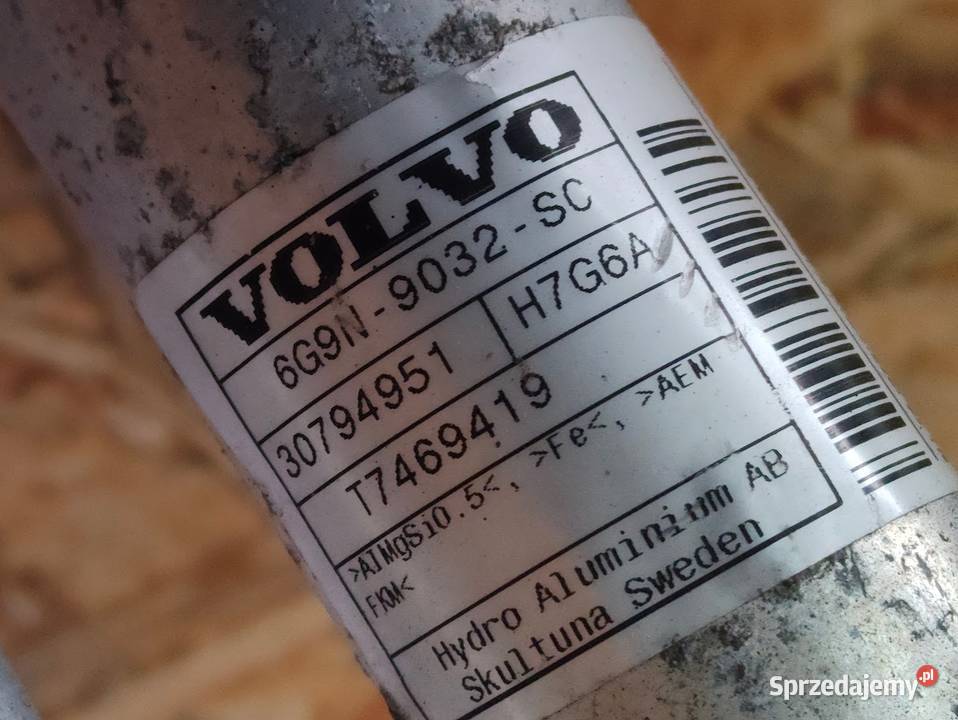 VOLVO
6G9N-9032-SC
30794951 H7G6A
T7469419
>AlMgSi0.5<, >Fe<, >AEM
FKM<
Hydro Aluminium AB
Skultuna Sweden
Sprzedajemy.pl